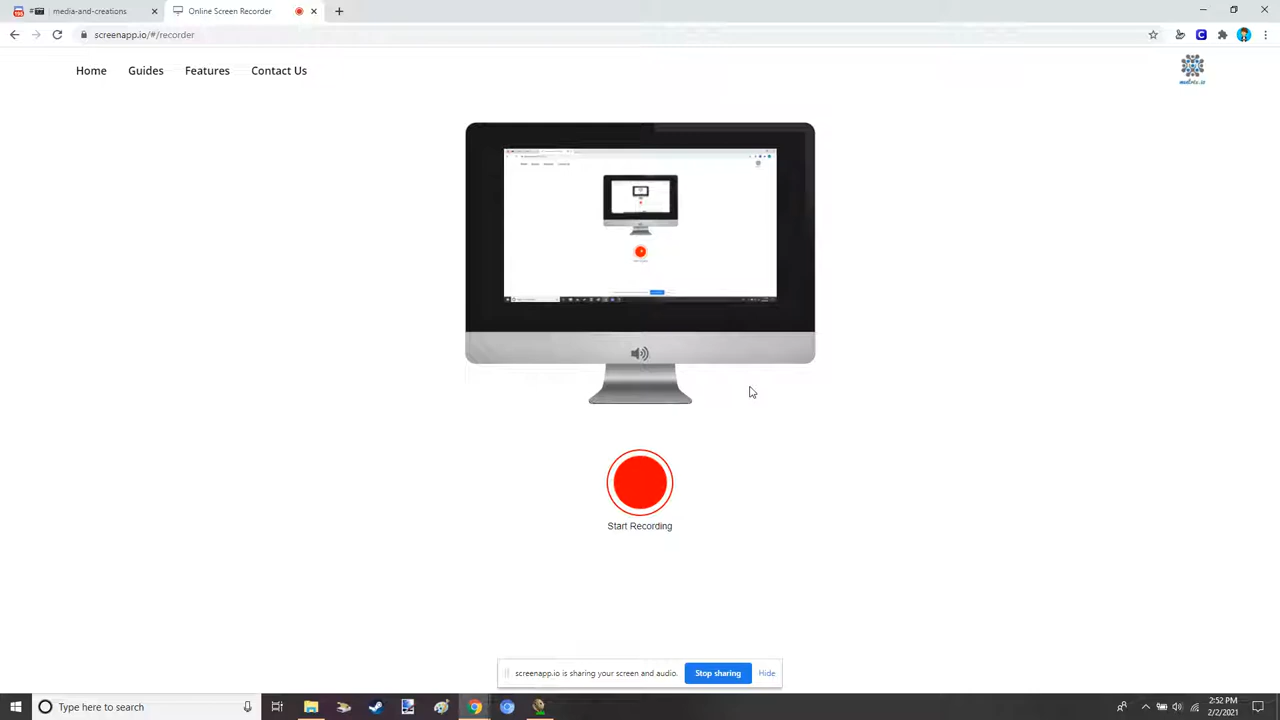 media-and-creations
Online Screen Recorder
screenapp.io/#/recorder
Home Guides Features Contact Us
Start Recording
screenapp.io is sharing your screen and audio. Stop sharing Hide
Type here to search
2:52 PM
2/2/2021